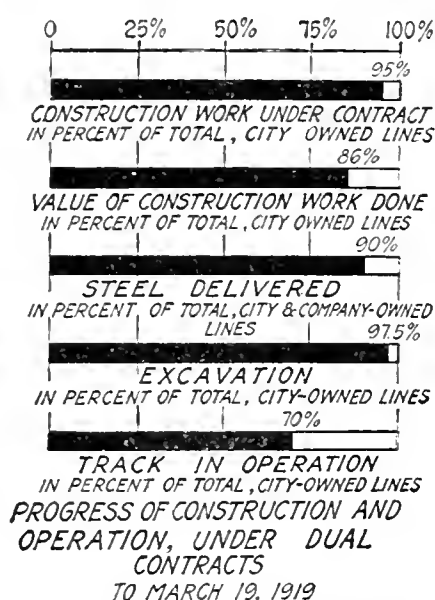 0 25% 50% 75% 100%
95%
CONSTRUCTION WORK UNDER CONTRACT
IN PERCENT OF TOTAL, CITY OWNED LINES
86%
VALUE OF CONSTRUCTION WORK DONE
IN PERCENT OF TOTAL, CITY OWNED LINES
90%
STEEL DELIVERED
IN PERCENT OF TOTAL, CITY & COMPANY-OWNED
LINES
97.5%
EXCAVATION
IN PERCENT OF TOTAL, CITY-OWNED LINES
70%
TRACK IN OPERATION
IN PERCENT OF TOTAL, CITY-OWNED LINES
PROGRESS OF CONSTRUCTION AND
OPERATION, UNDER DUAL
CONTRACTS
TO MARCH 19, 1919